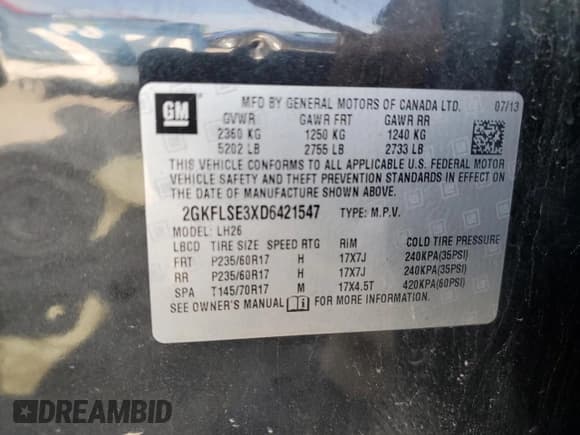 GM
MFD BY GENERAL MOTORS OF CANADA LTD. 07/13
GVWR GAWR FRT GAWR RR
2360 KG 1250 KG 1240 KG
5202 LB 2755 LB 2733 LB
THIS VEHICLE CONFORMS TO ALL APPLICABLE U.S. FEDERAL MOTOR
VEHICLE SAFETY AND THEFT PREVENTION STANDARDS IN EFFECT ON
THE DATE OF MANUFACTURE SHOWN ABOVE.
2GKFLSE3XD6421547 TYPE: M.P.V.
MODEL: LH26
LBCD TIRE SIZE SPEED RTG RIM COLD TIRE PRESSURE
FRT P235/60R17 H 17X7J 240KPA(35PSI)
RR P235/60R17 H 17X7J 240KPA(35PSI)
SPA T145/70R17 M 17X4.5T 420KPA(60PSI)
SEE OWNER'S MANUAL FOR MORE INFORMATION.
DREAMBID